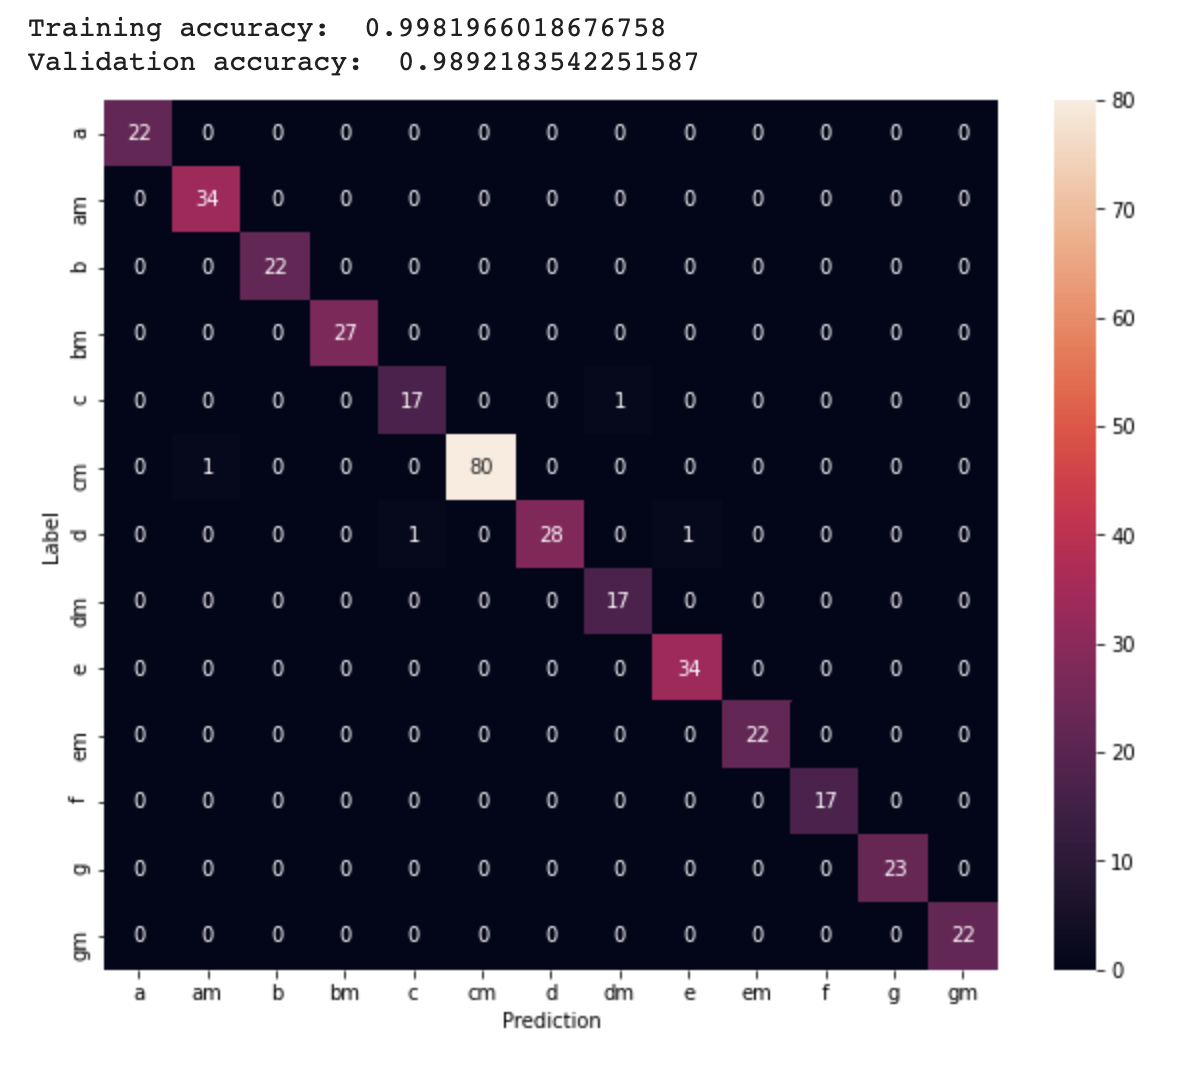 Training accuracy:  0.9981966018676758
Validation accuracy:  0.9892183542251587
a 22 0 0 0 0 0 0 0 0 0 0 0 0
am 0 34 0 0 0 0 0 0 0 0 0 0 0
b 0 0 22 0 0 0 0 0 0 0 0 0 0
bm 0 0 0 27 0 0 0 0 0 0 0 0 0
c 0 0 0 0 17 0 0 1 0 0 0 0 0
cm 0 1 0 0 0 80 0 0 0 0 0 0 0
d 0 0 0 0 1 0 28 0 1 0 0 0 0
dm 0 0 0 0 0 0 0 17 0 0 0 0 0
e 0 0 0 0 0 0 0 0 34 0 0 0 0
em 0 0 0 0 0 0 0 0 0 22 0 0 0
f 0 0 0 0 0 0 0 0 0 0 17 0 0
g 0 0 0 0 0 0 0 0 0 0 0 23 0
gm 0 0 0 0 0 0 0 0 0 0 0 0 22
a am b bm c cm d dm e em f g gm
Label
Prediction
80
70
60
50
40
30
20
10
0